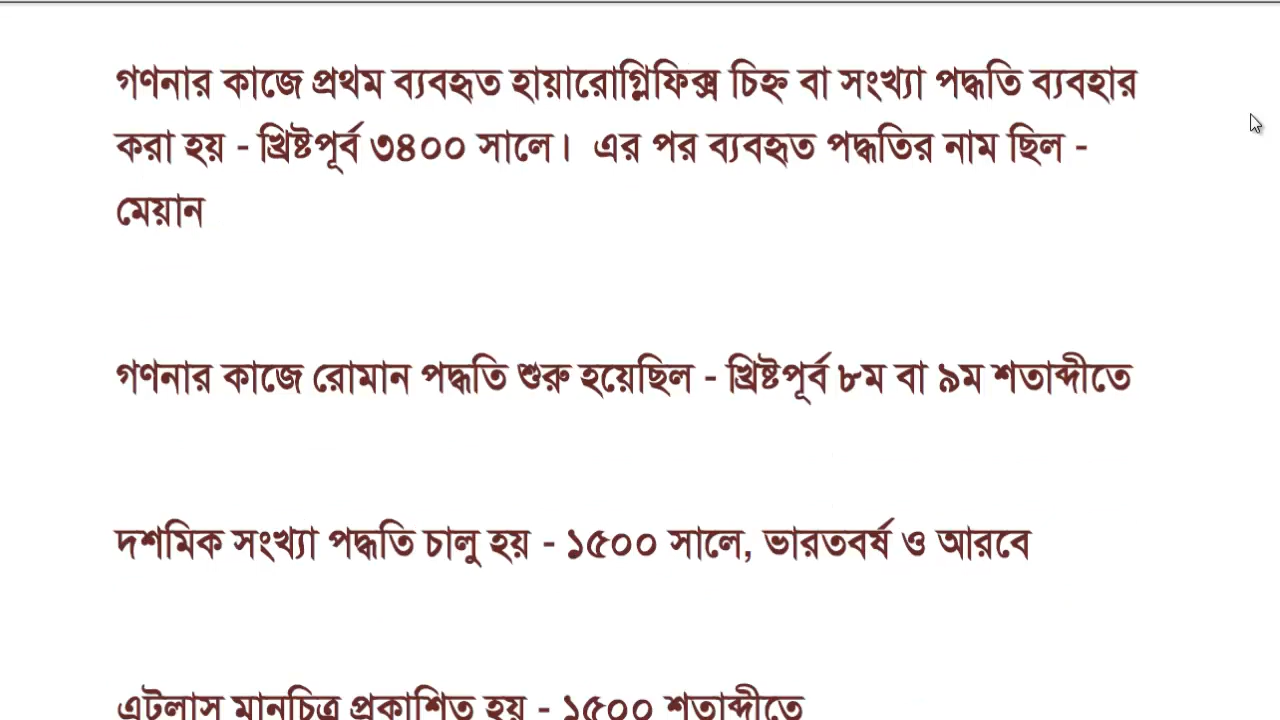 গণনার কাজে প্রথম ব্যবহৃত হায়ারোগ্লিফিক্স চিহ্ন বা সংখ্যা পদ্ধতি ব্যবহার
করা হয় - খ্রিষ্টপূর্ব ৩৪০০ সালে। এর পর ব্যবহৃত পদ্ধতির নাম ছিল -
মেয়ান
গণনার কাজে রোমান পদ্ধতি শুরু হয়েছিল - খ্রিষ্টপূর্ব ৮ম বা ৯ম শতাব্দীতে
দশমিক সংখ্যা পদ্ধতি চালু হয় - ১৫০০ সালে, ভারতবর্ষ ও আরবে
এটলাস মানচিত্র প্রকাশিত হয় - ১৫০০ শতাব্দীতে